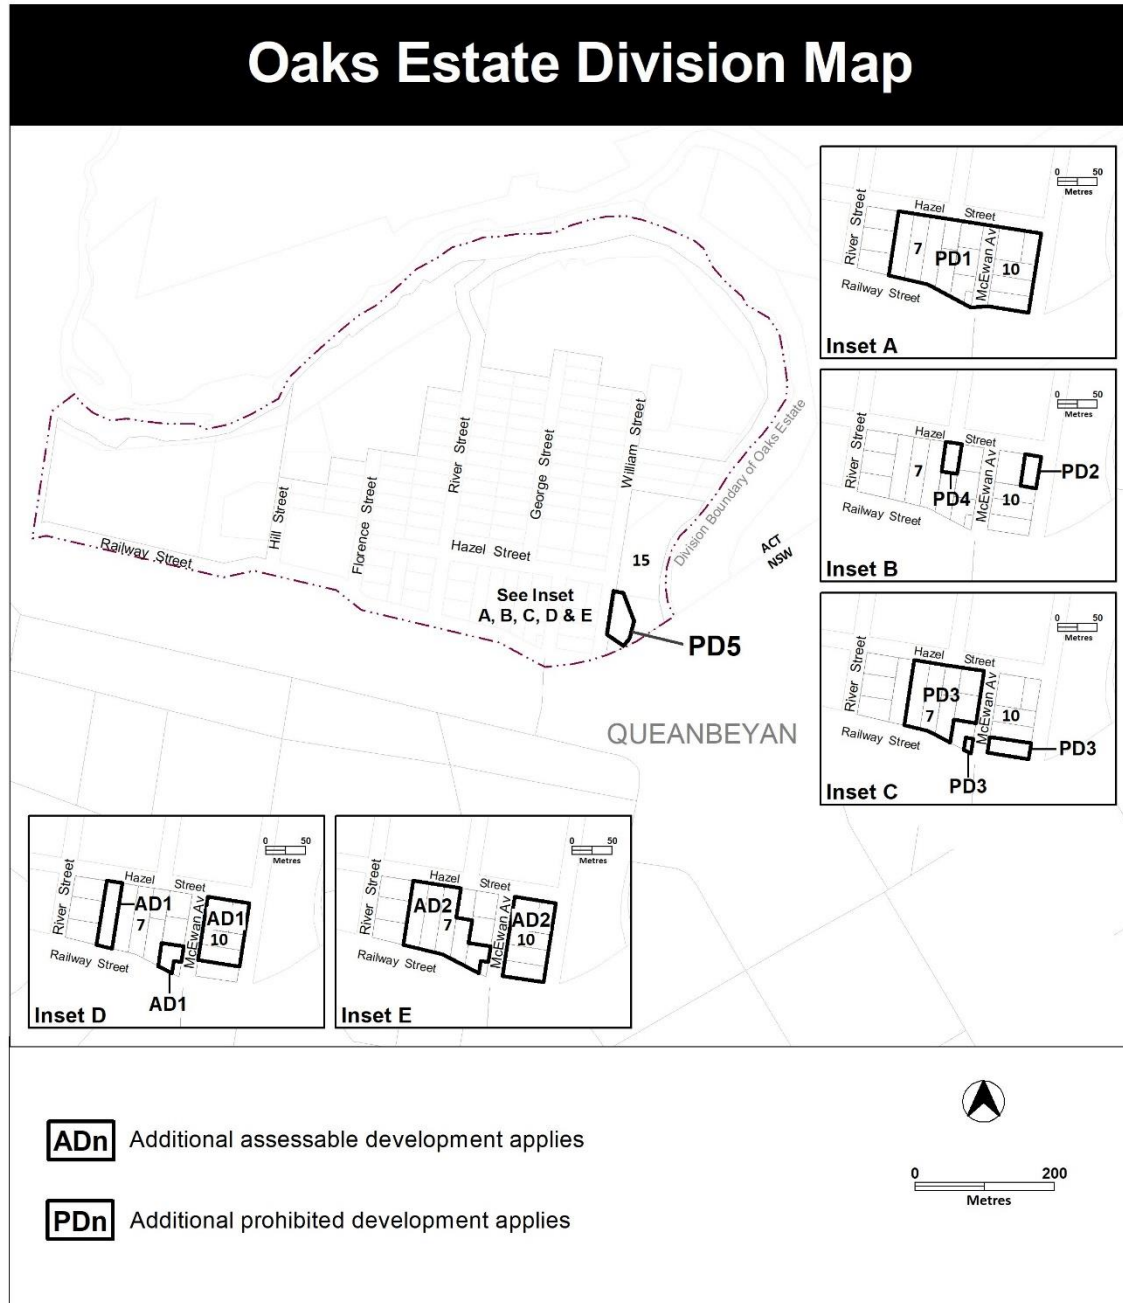 Oaks Estate Division Map
River Street
Hazel Street
7
PD1
McEwan Av
10
Railway Street
0 50
Metres
Inset A
River Street
Hazel Street
7
PD4
McEwan Av
10
PD2
Railway Street
0 50
Metres
Inset B
River Street
Hazel Street
PD3
7
McEwan Av
10
Railway Street
PD3
PD3
0 50
Metres
Inset C
Hill Street
Florence Street
River Street
George Street
William Street
Hazel Street
Railway Street
Division Boundary of Oaks Estate
ACT
NSW
15
See Inset
A, B, C, D & E
PD5
QUEANBEYAN
River Street
Hazel Street
AD1
7
McEwan Av
AD1
10
Railway Street
AD1
0 50
Metres
Inset D
River Street
Hazel Street
AD2
7
McEwan Av
AD2
10
Railway Street
0 50
Metres
Inset E
ADn Additional assessable development applies
PDn Additional prohibited development applies
0 200
Metres